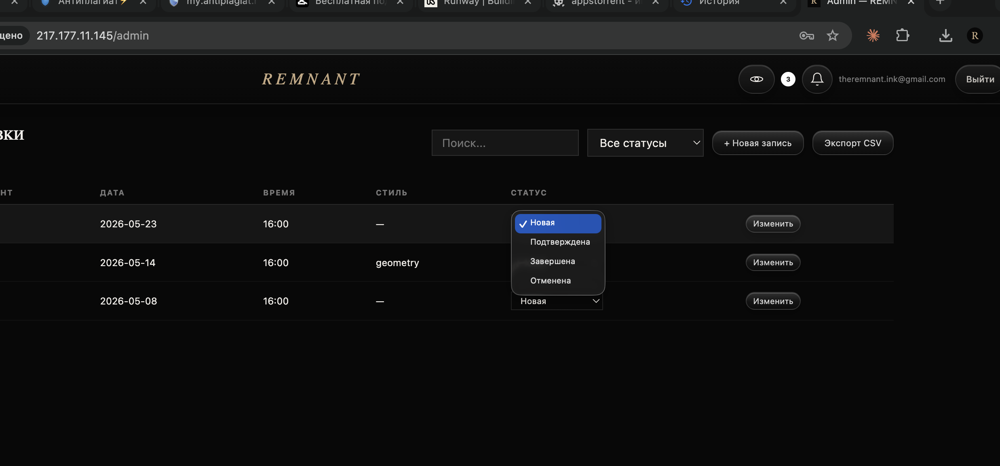 Антиплагиат⚡ my.antiplagiat. Бесплатная Runway | Buildi appstorrent - и История Admin — REMN
щено 217.177.11.145/admin R
REMNANT 3 theremnant.ink@gmail.com Выйти
вки Поиск... Все статусы + Новая запись Экспорт CSV
НТ ДАТА ВРЕМЯ СТИЛЬ СТАТУС
2026-05-23 16:00 — Новая Изменить
Подтверждена
2026-05-14 16:00 geometry Завершена Изменить
Отменена
2026-05-08 16:00 — Новая Изменить